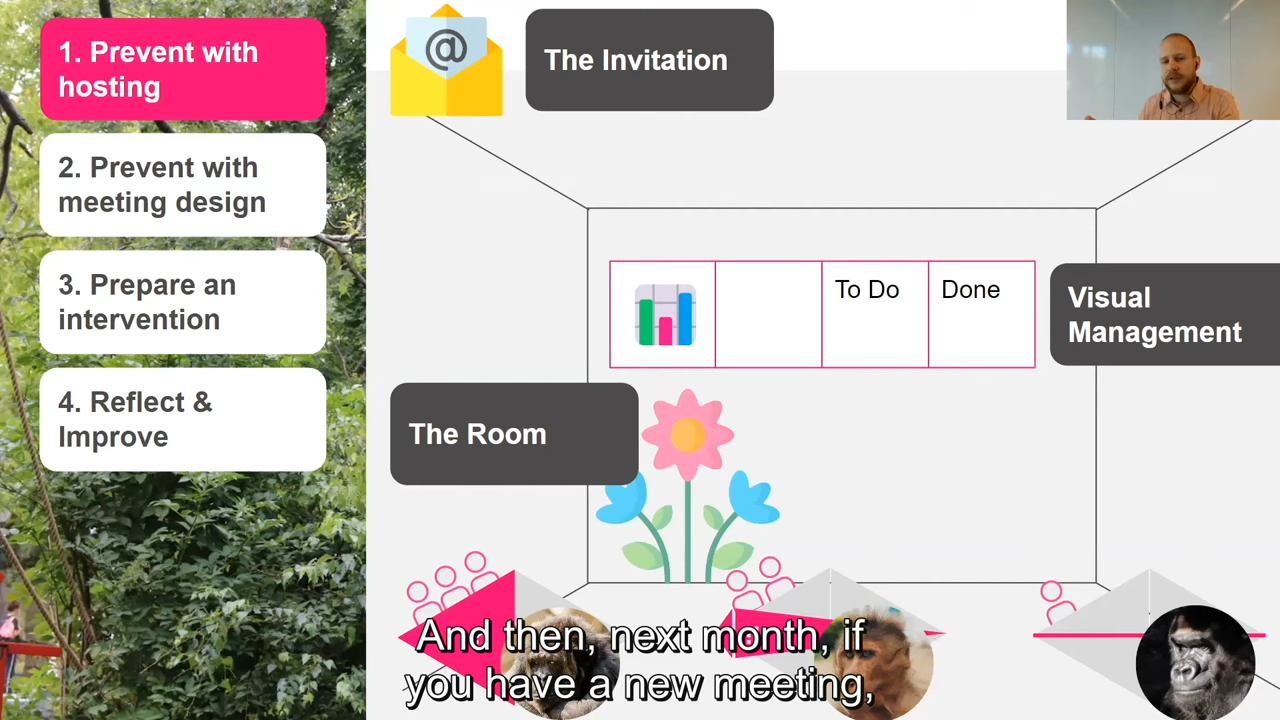 1. Prevent with
hosting
2. Prevent with
meeting design
3. Prepare an
intervention
4. Reflect &
Improve
@
The Invitation
To Do
Done
Visual
Management
The Room
And then, next month, if
you have a new meeting,